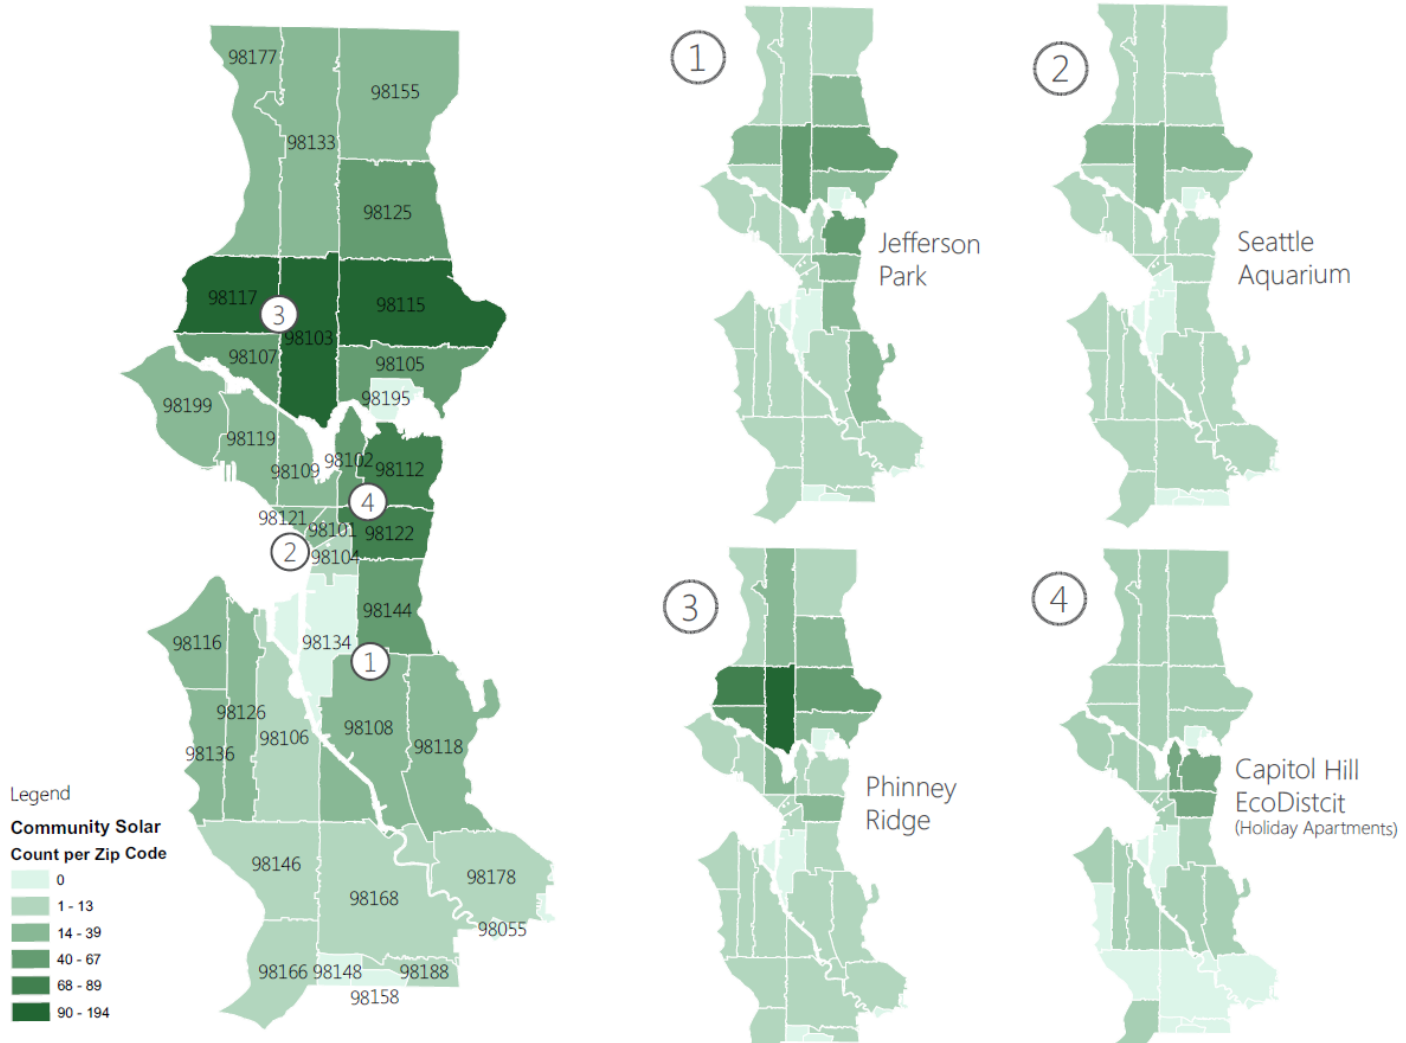 98177
98155
98133
98125
98117
3
98115
98103
98107
98105
98195
98199
98119
98109
98102
98112
4
98121
98101
98122
2
98104
98144
98116
98134
1
98126
98108
98118
98106
98136
98146
98178
98168
98055
98166
98148
98188
98158
Legend
Community Solar
Count per Zip Code
0
1 - 13
14 - 39
40 - 67
68 - 89
90 - 194
1
Jefferson
Park
2
Seattle
Aquarium
3
Phinney
Ridge
4
Capitol Hill
EcoDistcit
(Holiday Apartments)